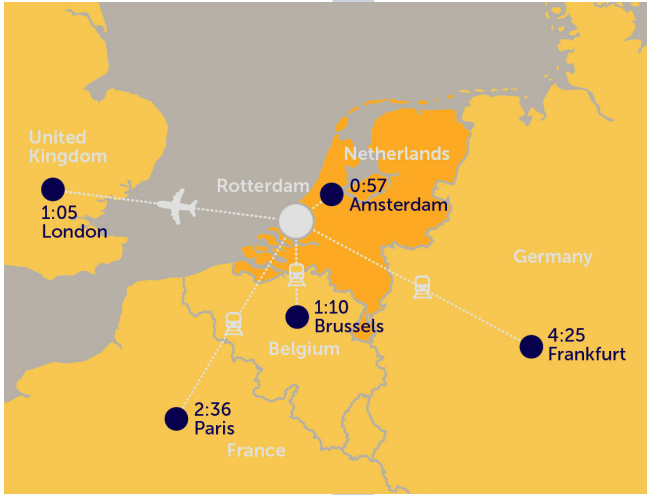 United
Kingdom
Netherlands
Rotterdam
0:57
Amsterdam
1:05
London
Germany
1:10
Brussels
Belgium
4:25
Frankfurt
2:36
Paris
France